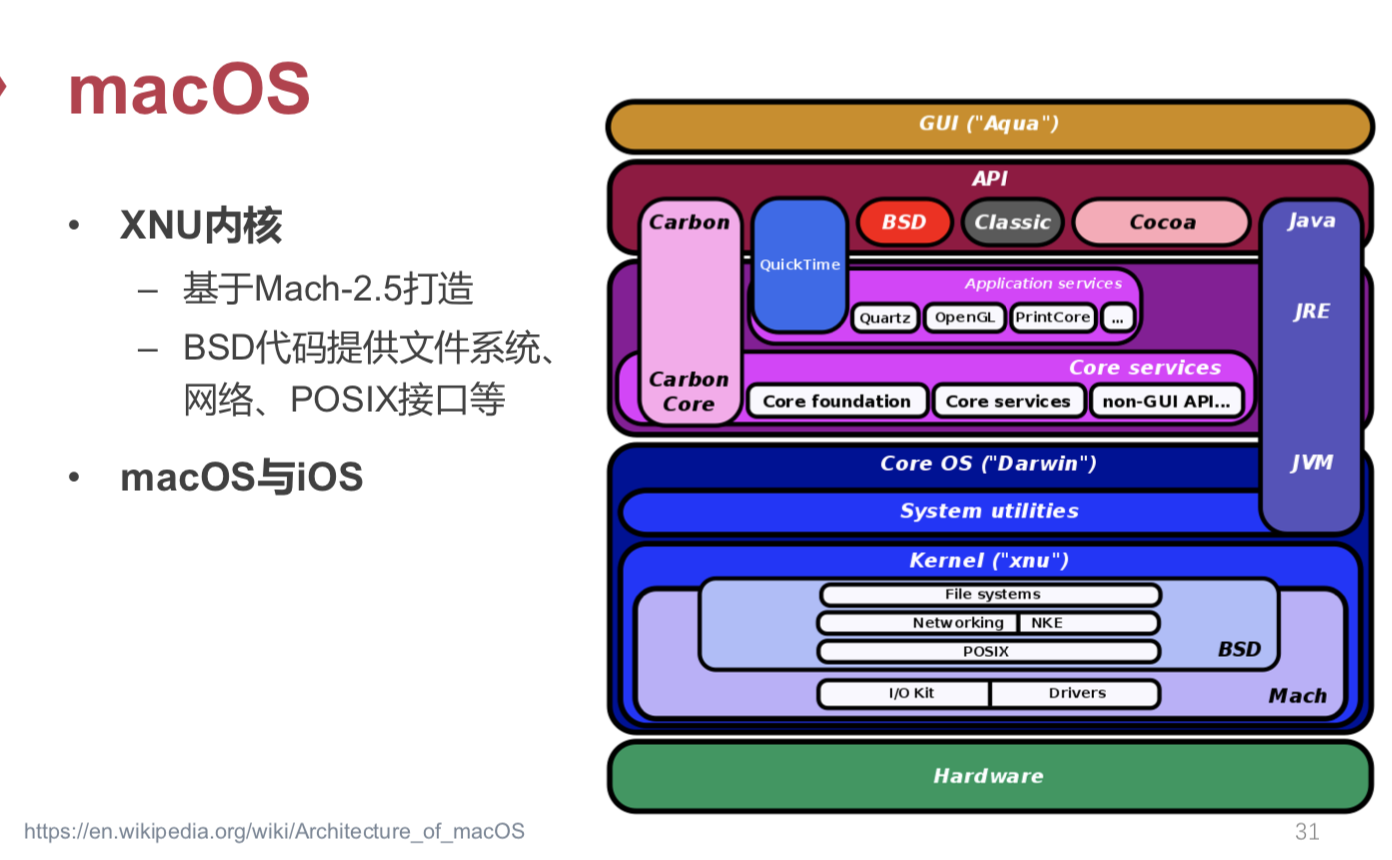 macOS
• XNU内核
– 基于Mach-2.5打造
– BSD代码提供文件系统、
网络、POSIX接口等
• macOS与iOS
GUI ("Aqua")
API
Carbon
QuickTime
BSD
Classic
Cocoa
Java
Application services
Quartz
OpenGL
PrintCore
...
JRE
Core services
Carbon
Core
Core foundation
Core services
non-GUI API...
Core OS ("Darwin")
JVM
System utilities
Kernel ("xnu")
File systems
Networking
NKE
POSIX
BSD
I/O Kit
Drivers
Mach
Hardware
https://en.wikipedia.org/wiki/Architecture_of_macOS
31